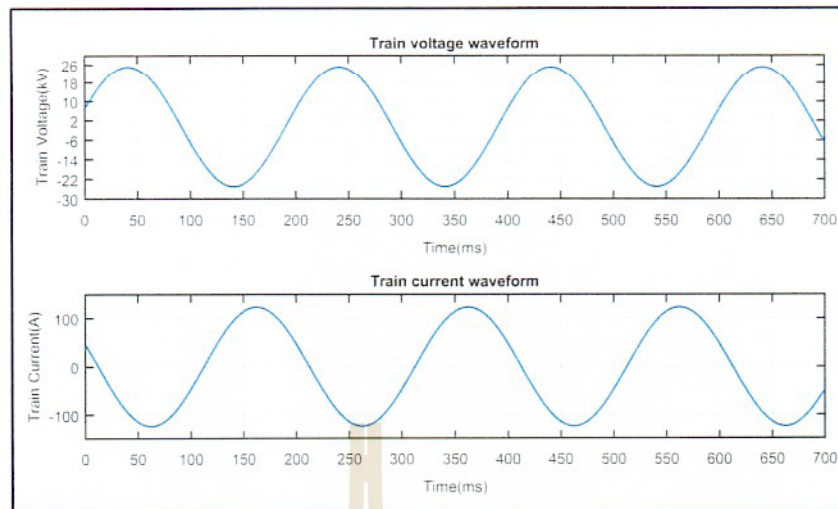 Train voltage waveform
Train Voltage(kV)
26
18
10
2
-6
-14
-22
-30
0 50 100 150 200 250 300 350 400 450 500 550 600 650 700
Time(ms)
Train current waveform
Train Current(A)
100
0
-100
0 50 100 150 200 250 300 350 400 450 500 550 600 650 700
Time(ms)